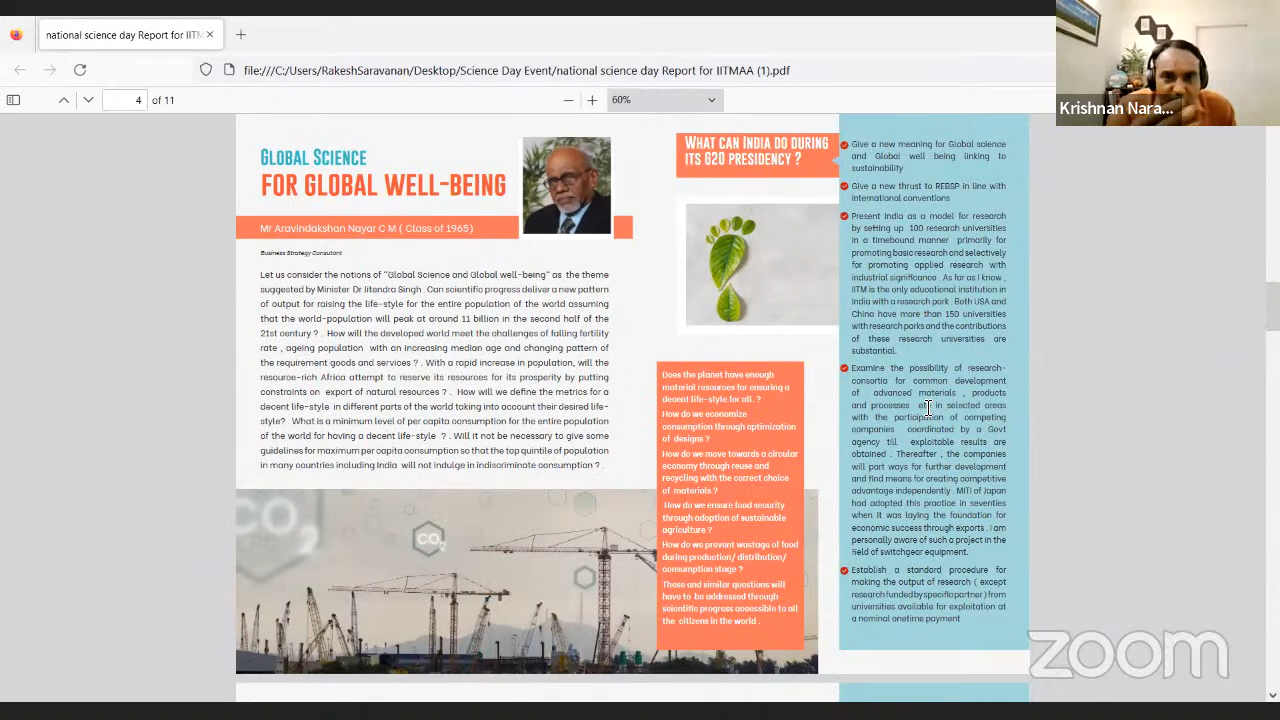 national science day Report for IITM
file:///C:/Users/RakeshSaravanan/Desktop/Science Day Event/national science day Report for IITMAA (1).pdf
4 of 11
60%
Krishnan Nara...
GLOBAL SCIENCE
FOR GLOBAL WELL-BEING
Mr Aravindakshan Nayar C M ( Class of 1965)
Business Strategy Consultant
Let us consider the notions of "Global Science and Global well-being" as the theme
suggested by Minister Dr Jitendra Singh . Can scientific progress deliver a new pattern
of output for raising the life-style for the entire population of the world assuming
that the world-population will peak at around 11 billion in the second half of the
21st century ? . How will the developed world meet the challenges of falling fertility
rate , ageing population with an increasing median age and changing pattern of
the requirement goods and services ? . With a rapid increase in population, will the
resource-rich Africa attempt to reserve its resources for its prosperity by putting
constraints on export of natural resources ? . How will we define the metrics for a
decent life-style in different parts of the world taking into account their desired life-
style? . What is a minimum level of per capita consumption for the entire population
of the world for having a decent life-style ? . Will it not be necessary to give some
guidelines for maximum per capita consumption so that the top quintile of population
in many countries including India will not indulge in indiscriminate consumption ? .
CO₂
WHAT CAN INDIA DO DURING
ITS G20 PRESIDENCY ?
Does the planet have enough
material resources for ensuring a
decent life-style for all. ?
How do we economize
consumption through optimization
of designs ?
How do we move towards a circular
economy through reuse and
recycling with the correct choice
of materials ?
How do we ensure food security
through adoption of sustainable
agriculture ?
How do we prevent wastage of food
during production/ distribution/
consumption stage ?
These and similar questions will
have to be addressed through
scientific progress accessible to all
the citizens in the world .
Give a new meaning for Global science
and Global well being linking to
sustainability
Give a new thrust to REBSP in line with
international conventions
Present India as a model for research
by setting up 100 research universities
in a timebound manner primarily for
promoting basic research and selectively
for promoting applied research with
industrial significance . As far as I know ,
IITM is the only educational institution in
India with a research park . Both USA and
China have more than 150 universities
with research parks and the contributions
of these research universities are
substantial.
Examine the possibility of research-
consortia for common development
of advanced materials , products
and processes etc in selected areas
with the participation of competing
companies coordinated by a Govt
agency till exploitable results are
obtained . Thereafter , the companies
will part ways for further development
and find means for creating competitive
advantage independently . MITI of Japan
had adopted this practice in seventies
when it was laying the foundation for
economic success through exports . I am
personally aware of such a project in the
field of switchgear equipment.
Establish a standard procedure for
making the output of research ( except
research funded by specific partner ) from
universities available for exploitation at
a nominal onetime payment
zoom